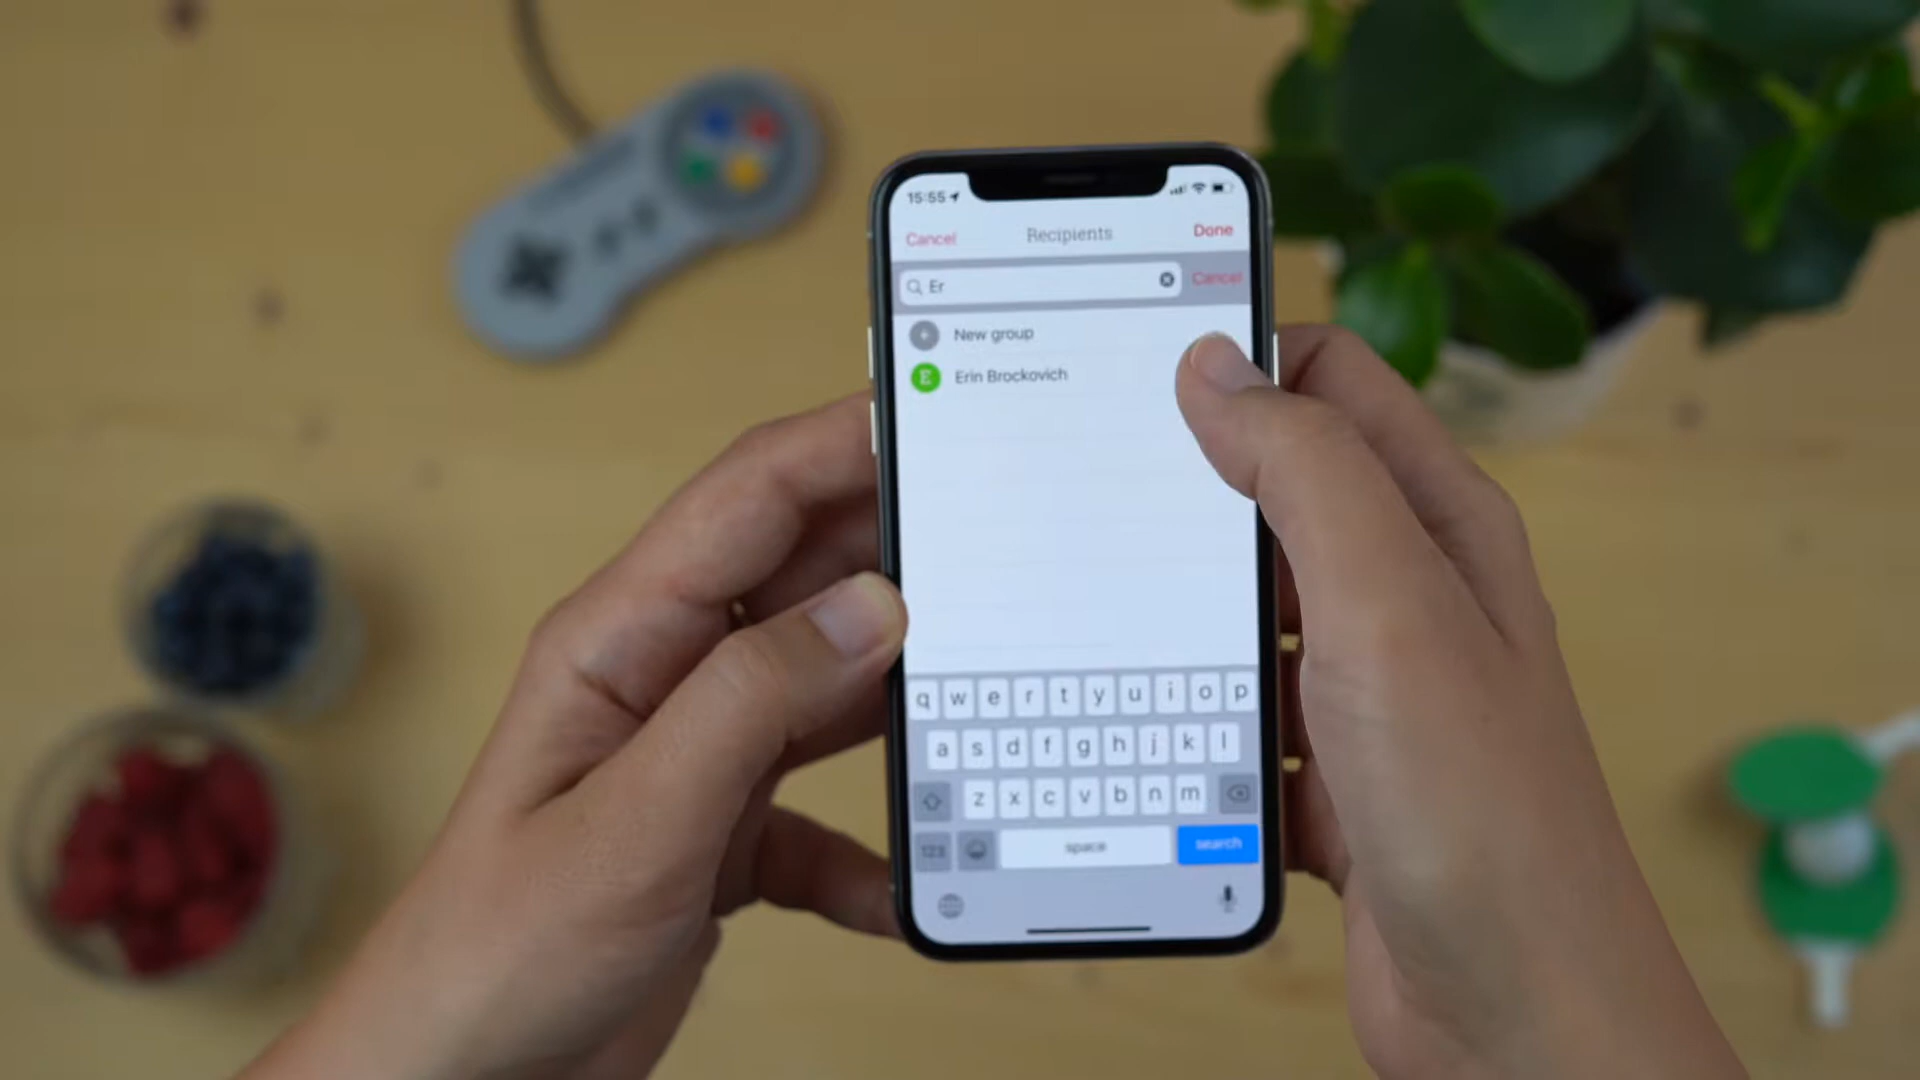 15:55
Cancel Recipients Done
Er Cancel
New group
E Erin Brockovich
q w e r t y u i o p
a s d f g h j k l
z x c v b n m
123 space search